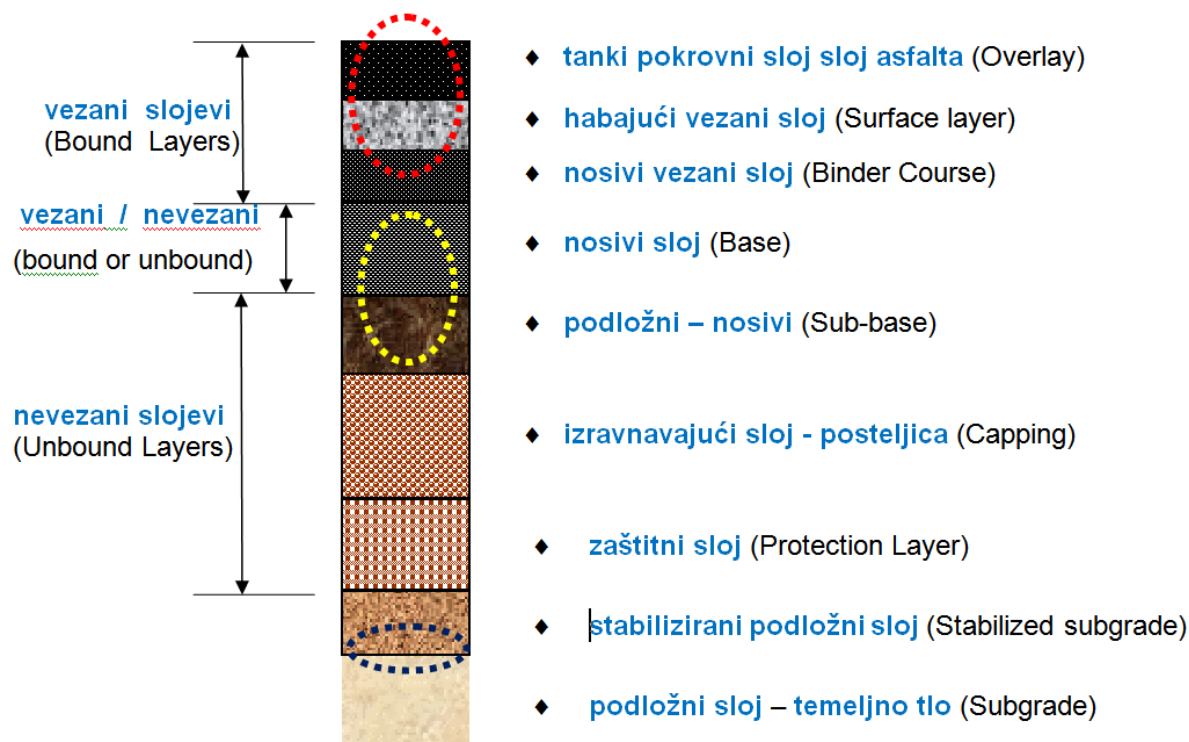 vezani slojevi
(Bound Layers)
vezani / nevezani
(bound or unbound)
nevezani slojevi
(Unbound Layers)
♦ tanki pokrovni sloj sloj asfalta (Overlay)
♦ habajući vezani sloj (Surface layer)
♦ nosivi vezani sloj (Binder Course)
♦ nosivi sloj (Base)
♦ podložni – nosivi (Sub-base)
♦ izravnavajući sloj - posteljica (Capping)
♦ zaštitni sloj (Protection Layer)
♦ stabilizirani podložni sloj (Stabilized subgrade)
♦ podložni sloj – temeljno tlo (Subgrade)